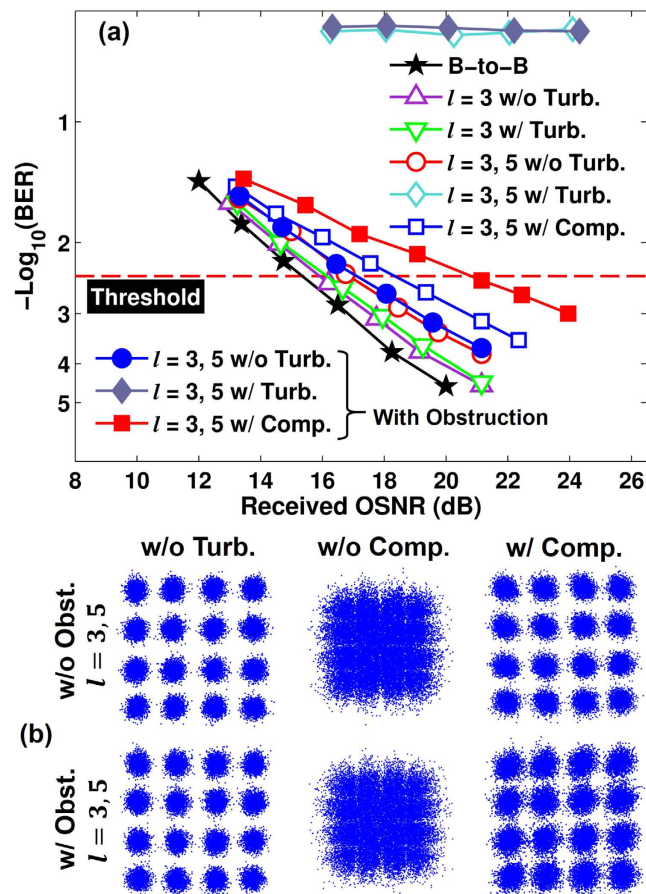 (a)
B-to-B
l = 3 w/o Turb.
l = 3 w/ Turb.
l = 3, 5 w/o Turb.
l = 3, 5 w/ Turb.
l = 3, 5 w/ Comp.
−Log10(BER)
1
2
3
4
5
Threshold
l = 3, 5 w/o Turb.
l = 3, 5 w/ Turb.
l = 3, 5 w/ Comp.
With Obstruction
8 10 12 14 16 18 20 22 24 26
Received OSNR (dB)
w/o Turb. w/o Comp. w/ Comp.
w/o Obst.
l = 3, 5
(b)
w/ Obst.
l = 3, 5